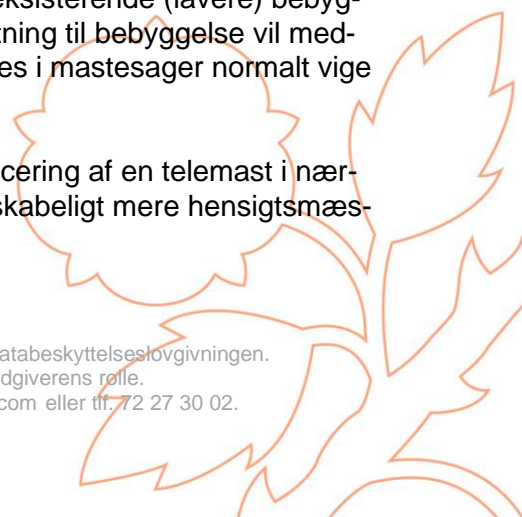 eksisterende (lavere) bebyg-
tning til bebyggelse vil med-
es i mastesager normalt vige
cering af en telemast i nær-
skabeligt mere hensigtsmæs-
atabeskyttelseslovgivningen.
dgiverens rolle.
com eller tlf. 72 27 30 02.